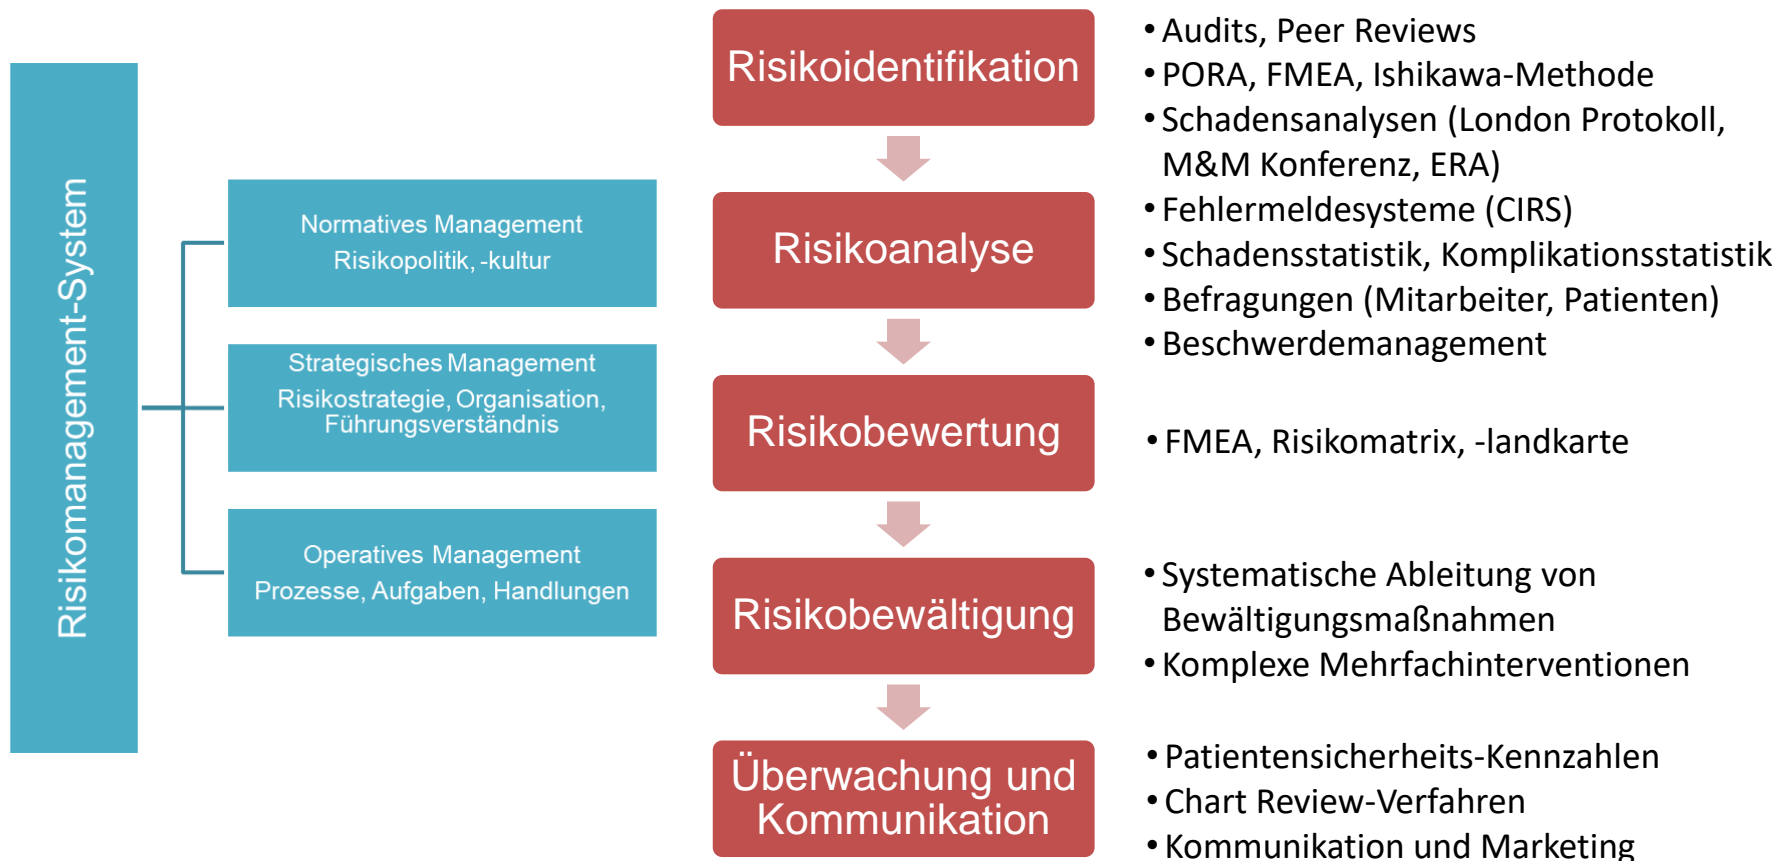 Risikomanagement-System
Normatives Management
Risikopolitik, -kultur
Strategisches Management
Risikostrategie, Organisation,
Führungsverständnis
Operatives Management
Prozesse, Aufgaben, Handlungen
Risikoidentifikation
Risikoanalyse
Risikobewertung
Risikobewältigung
Überwachung und
Kommunikation
• Audits, Peer Reviews
• PORA, FMEA, Ishikawa-Methode
• Schadensanalysen (London Protokoll,
M&M Konferenz, ERA)
• Fehlermeldesysteme (CIRS)
• Schadensstatistik, Komplikationsstatistik
• Befragungen (Mitarbeiter, Patienten)
• Beschwerdemanagement
• FMEA, Risikomatrix, -landkarte
• Systematische Ableitung von
Bewältigungsmaßnahmen
• Komplexe Mehrfachinterventionen
• Patientensicherheits-Kennzahlen
• Chart Review-Verfahren
• Kommunikation und Marketing